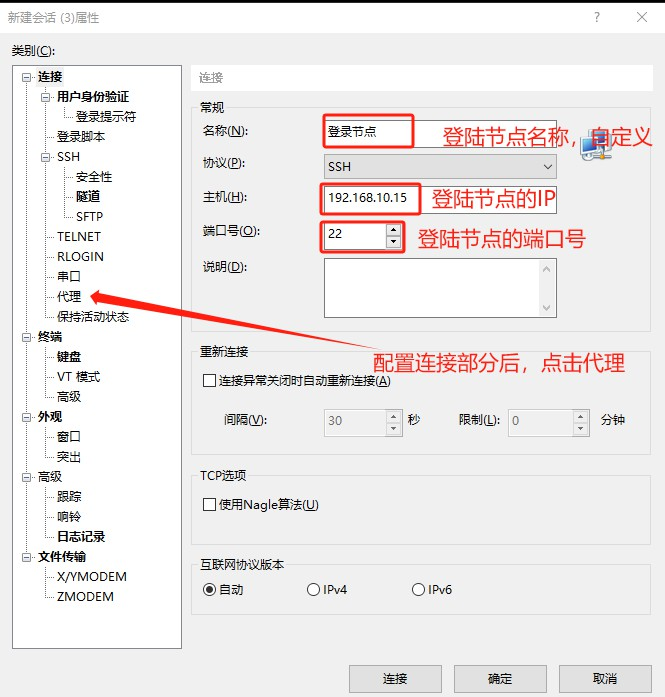 新建会话 (3)属性
?
类别(C):
连接
用户身份验证
登录提示符
登录脚本
SSH
安全性
隧道
SFTP
TELNET
RLOGIN
串口
代理
保持活动状态
终端
键盘
VT 模式
高级
外观
窗口
突出
高级
跟踪
响铃
日志记录
文件传输
X/YMODEM
ZMODEM
连接
常规
名称(N): 登录节点 登陆节点名称，自定义
协议(P): SSH
主机(H): 192.168.10.15 登陆节点的IP
端口号(O): 22 登陆节点的端口号
说明(D):
重新连接
配置连接部分后，点击代理
连接异常关闭时自动重新连接(A)
间隔(V): 30 秒 限制(L): 0 分钟
TCP选项
使用Nagle算法(U)
互联网协议版本
自动 IPv4 IPv6
连接 确定 取消